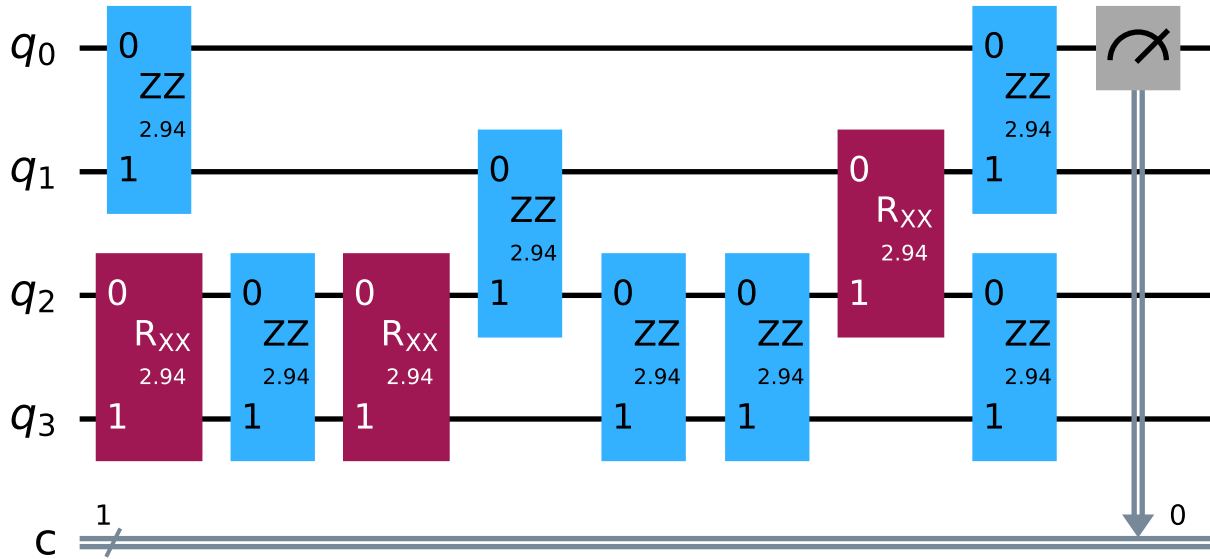 q0 0 ZZ 2.94 1 0 ZZ 2.94 1
q1 0 ZZ 2.94 1 0 RXX 2.94 1
q2 0 RXX 2.94 1 0 ZZ 2.94 1 0 RXX 2.94 1 0 ZZ 2.94 1 0 ZZ 2.94 1 0 ZZ 2.94 1
q3
c 1 0